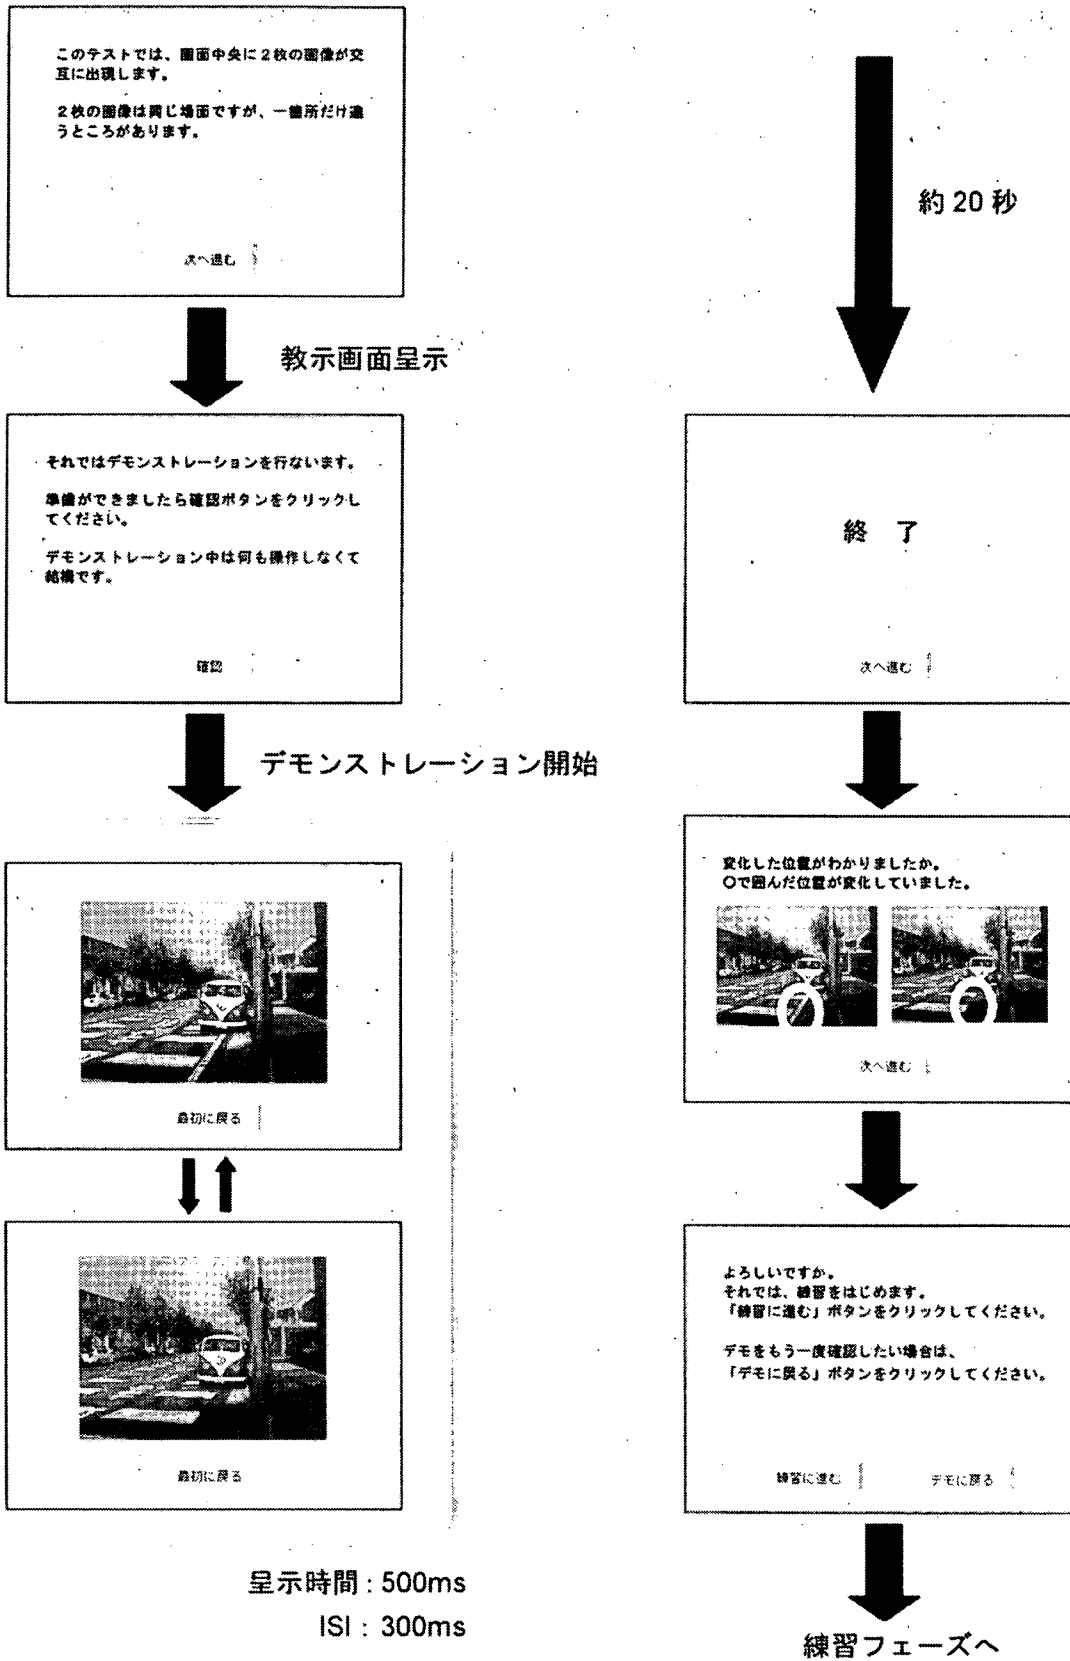 このテストでは、画面中央に２枚の画像が交
互に出現します。
２枚の画像は同じ場面ですが、一箇所だけ違
うところがあります。
次へ進む
教示画面呈示
それではデモンストレーションを行ないます。
準備ができましたら確認ボタンをクリックし
てください。
デモンストレーション中は何も操作しなくて
結構です。
確認
デモンストレーション開始
最初に戻る
最初に戻る
呈示時間：500ms
ISI：300ms
約20秒
終 了
次へ進む
変化した位置がわかりましたか。
〇で囲んだ位置が変化していました。
次へ進む
よろしいですか。
それでは、練習をはじめます。
「練習に進む」ボタンをクリックしてください。
デモをもう一度確認したい場合は、
「デモに戻る」ボタンをクリックしてください。
練習に進む デモに戻る
練習フェーズへ